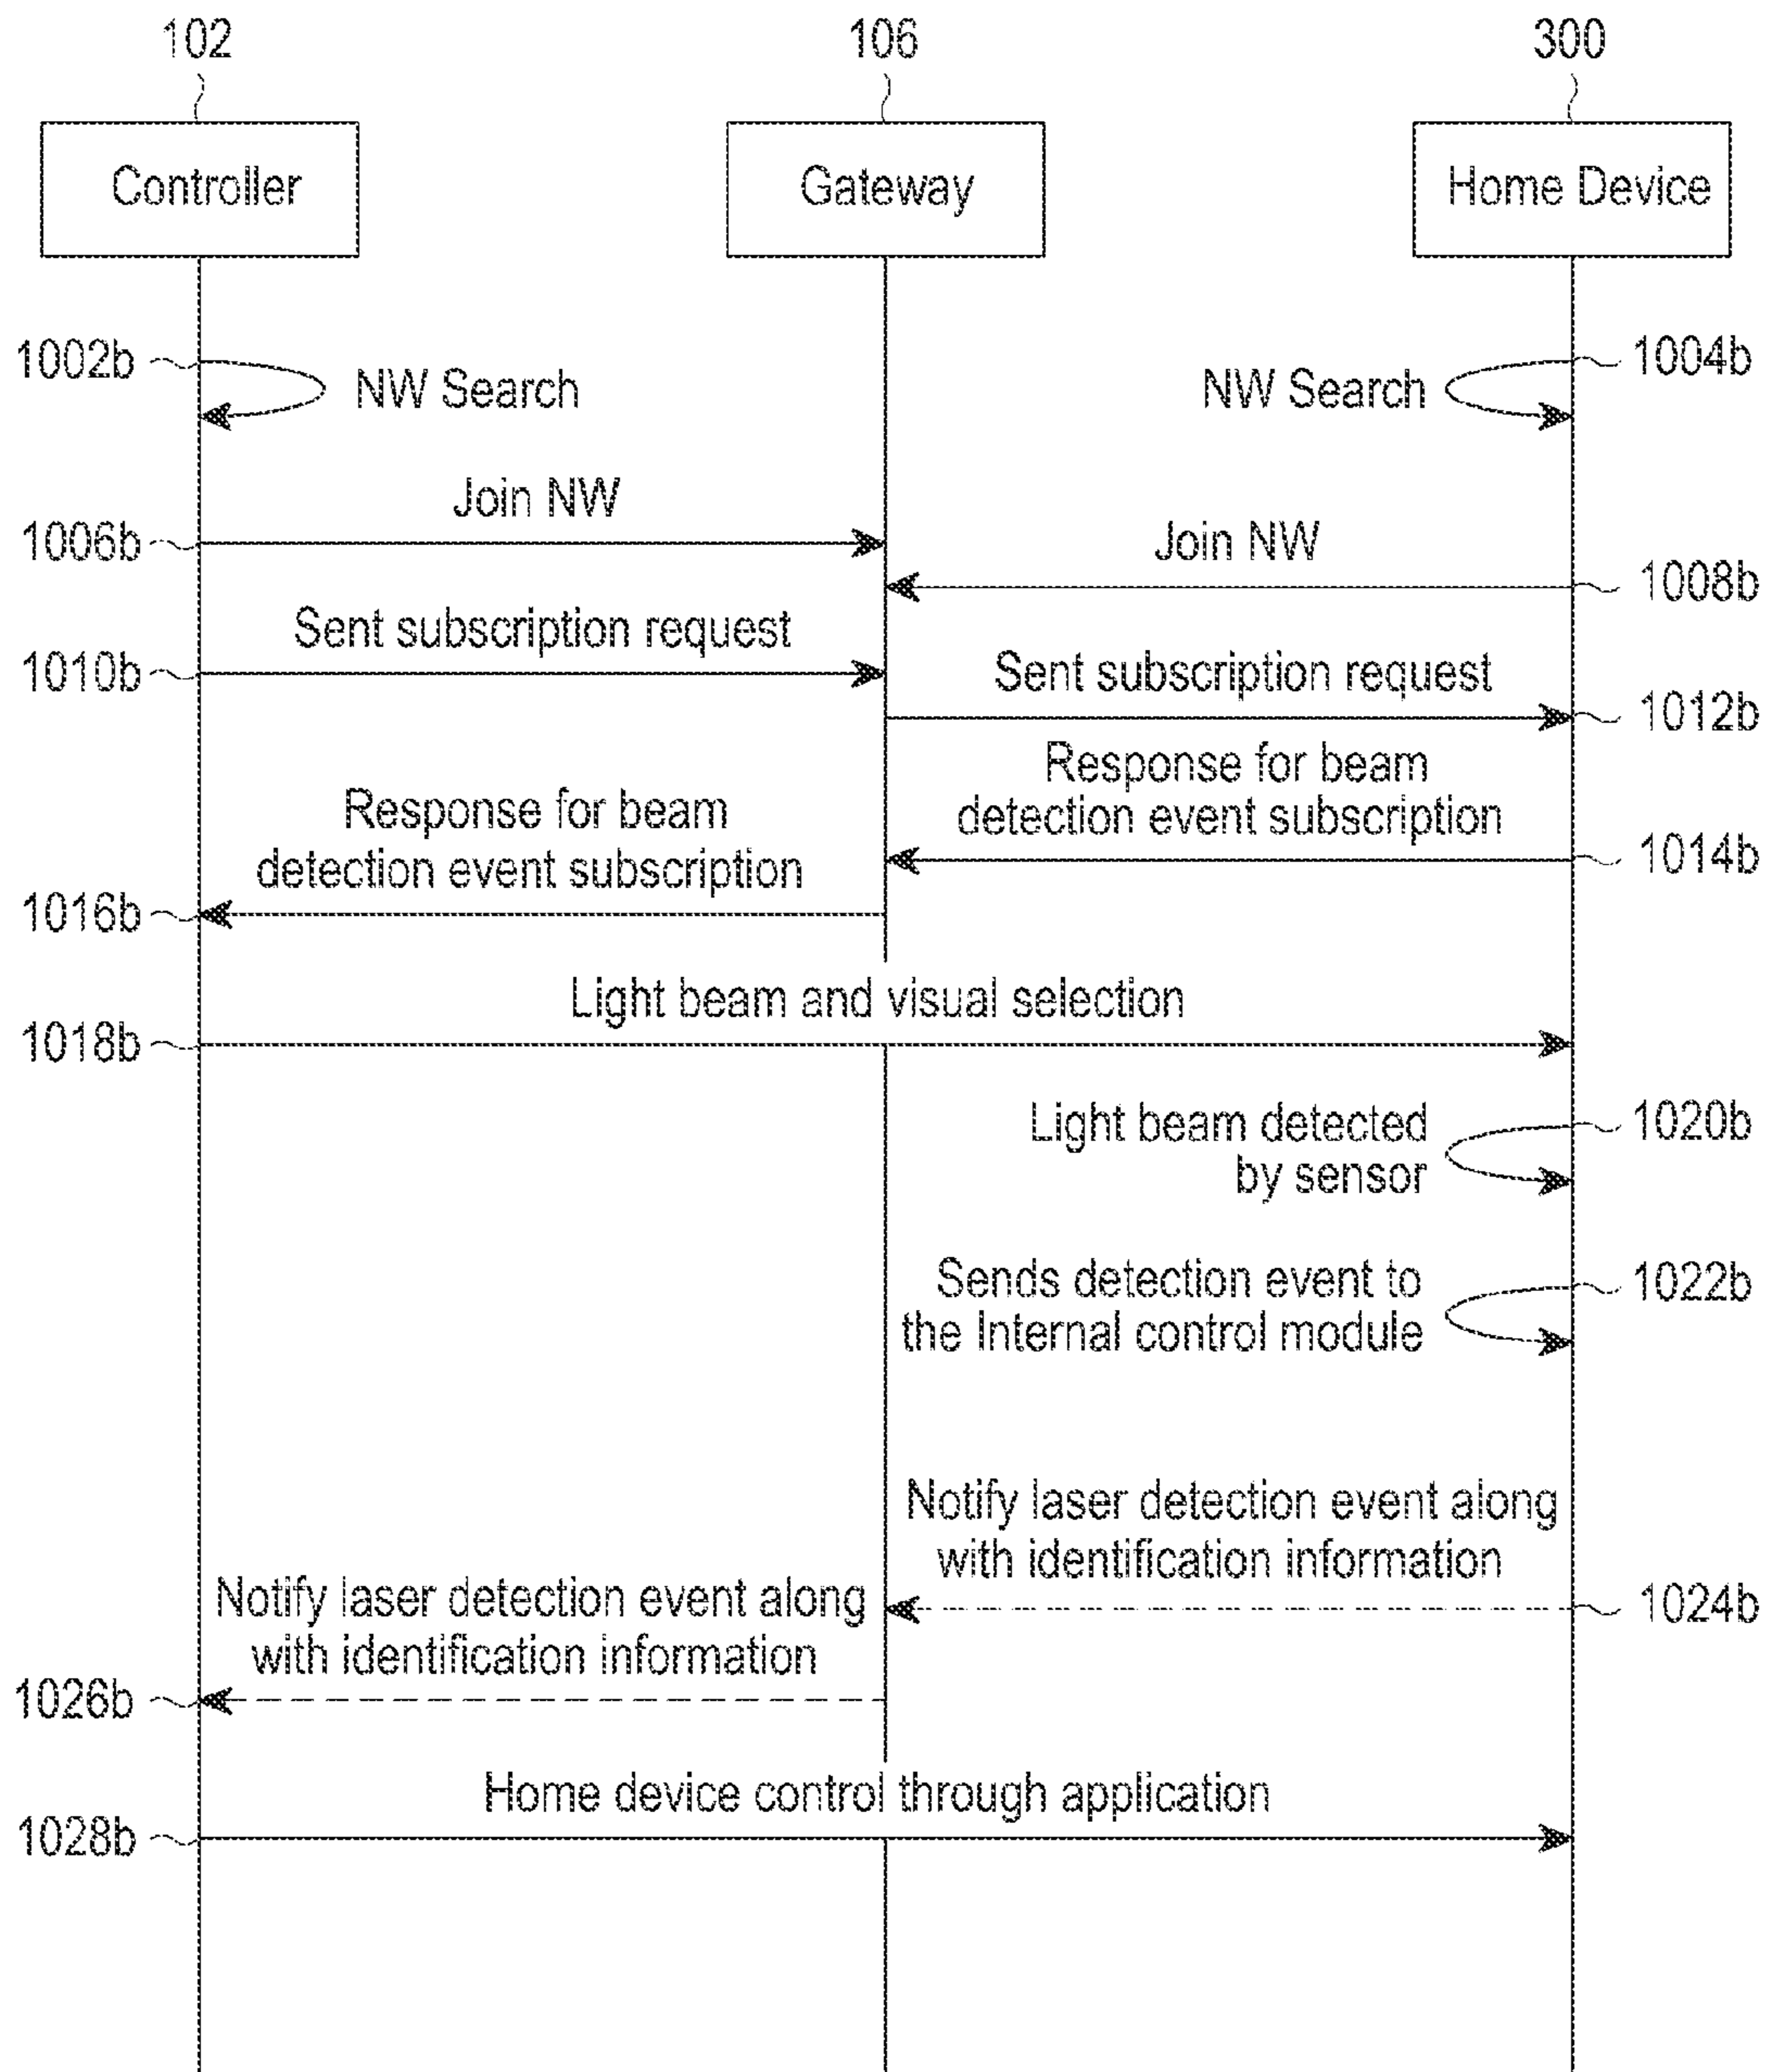 102
106
300
Controller
Gateway
Home Device
1002b
NW Search
NW Search
1004b
Join NW
1006b
Join NW
1008b
Sent subscription request
1010b
Sent subscription request
1012b
Response for beam
detection event subscription
1014b
Response for beam
detection event subscription
1016b
Light beam and visual selection
1018b
Light beam detected
by sensor
1020b
Sends detection event to
the Internal control module
1022b
Notify laser detection event along
with identification information
1024b
Notify laser detection event along
with identification information
1026b
Home device control through application
1028b